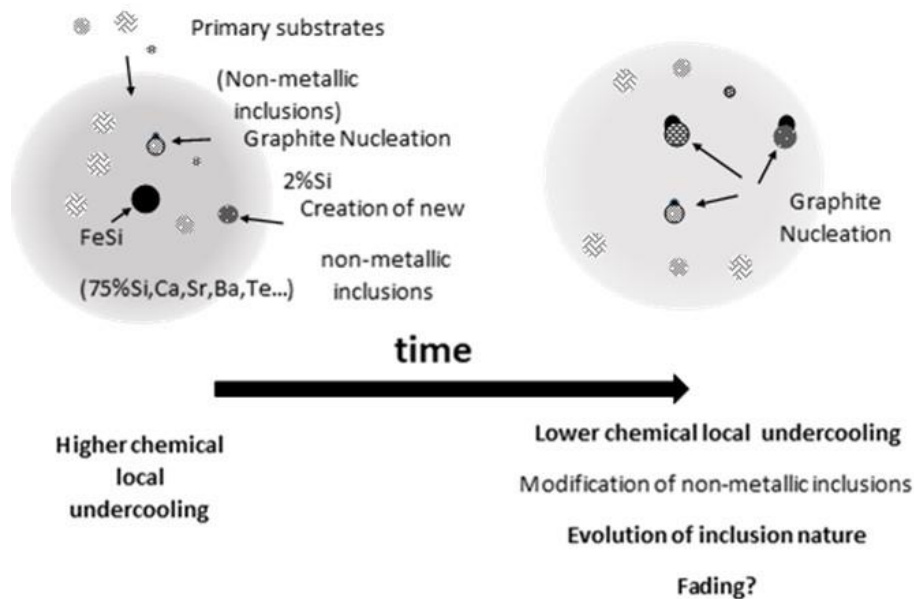 Primary substrates
(Non-metallic
inclusions)
Graphite Nucleation
2%Si
Creation of new
FeSi
non-metallic
(75%Si,Ca,Sr,Ba,Te...)
inclusions
Graphite
Nucleation
time
Higher chemical
local
undercooling
Lower chemical local undercooling
Modification of non-metallic inclusions
Evolution of inclusion nature
Fading?